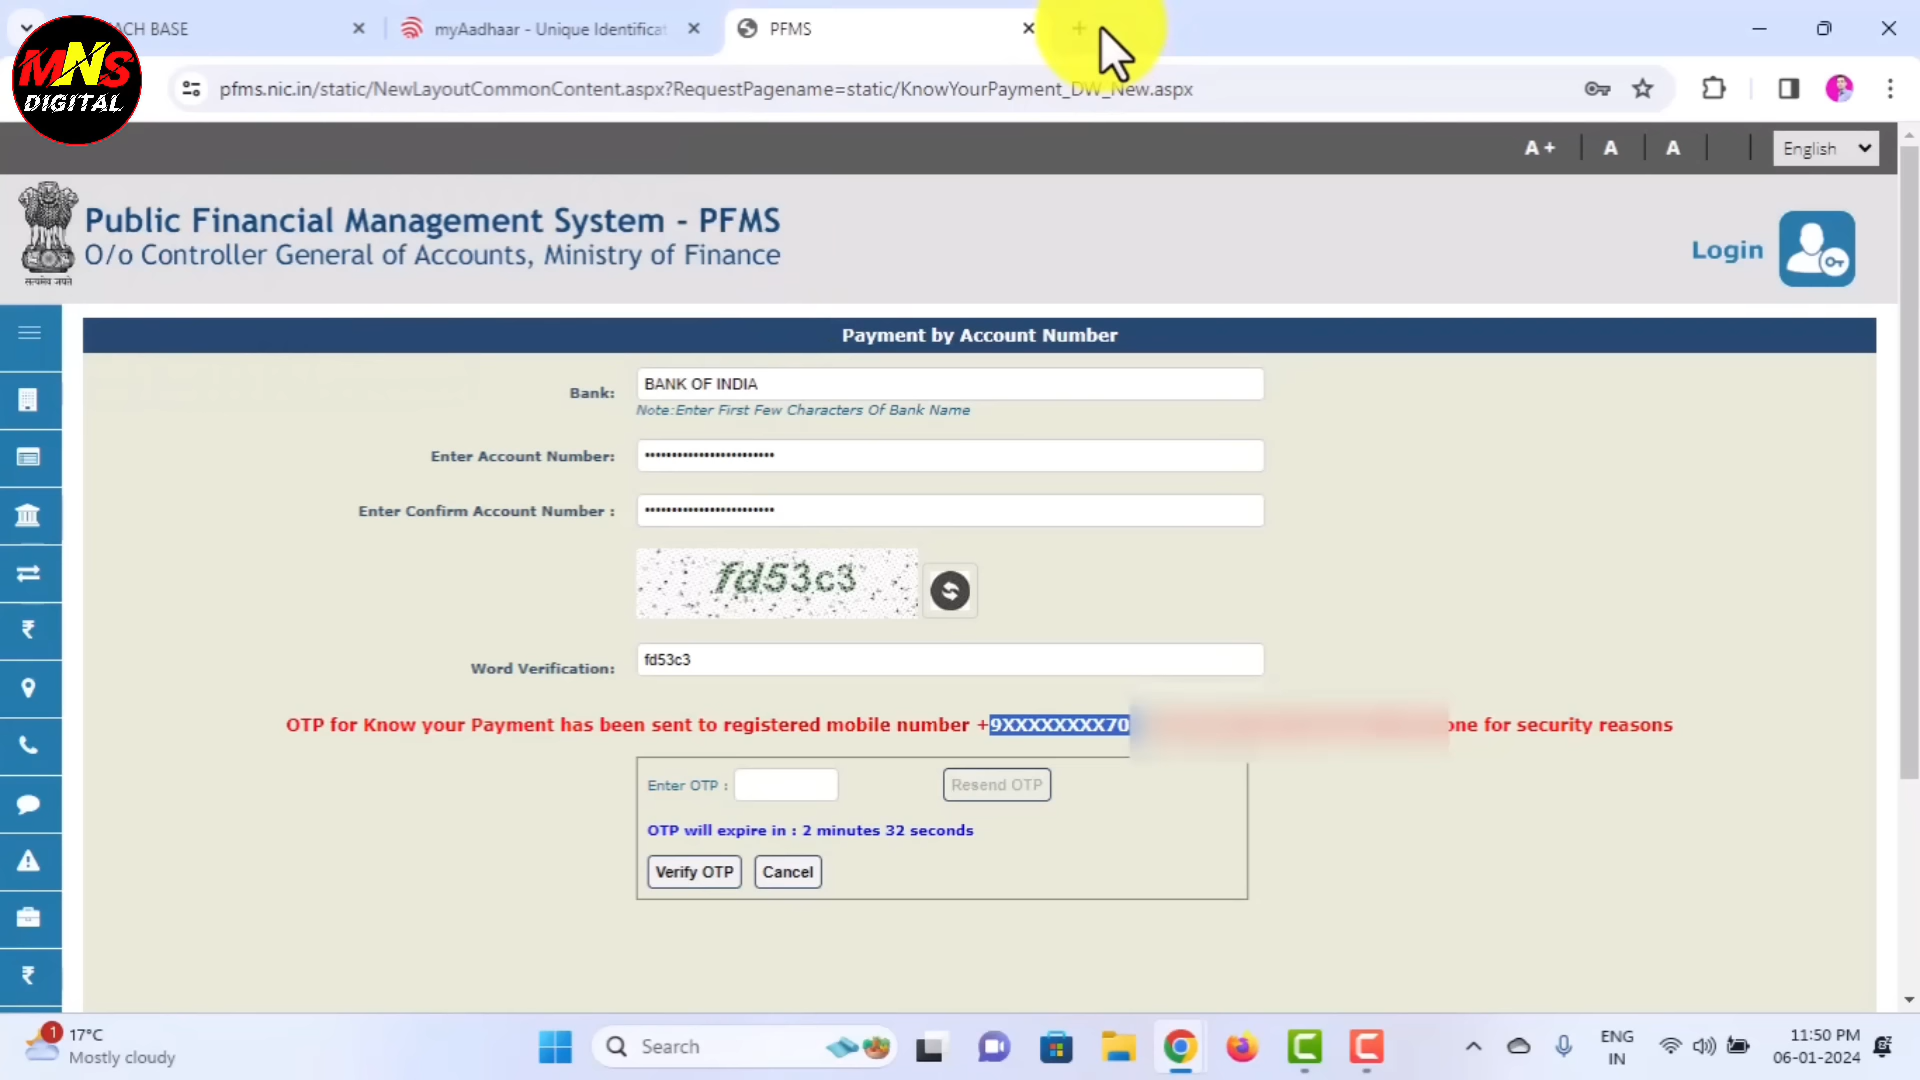 ACH BASE
myAadhaar - Unique Identificat
PFMS
MNS
DIGITAL
pfms.nic.in/static/NewLayoutCommonContent.aspx?RequestPagename=static/KnowYourPayment_DW_New.aspx
A+ A A English
Public Financial Management System - PFMS
O/o Controller General of Accounts, Ministry of Finance
सत्यमेव जयते
Login
Payment by Account Number
Bank: BANK OF INDIA
Note:Enter First Few Characters Of Bank Name
Enter Account Number: ••••••••••••••••••••••••
Enter Confirm Account Number : ••••••••••••••••••••••••
fd53c3
Word Verification: fd53c3
OTP for Know your Payment has been sent to registered mobile number +9XXXXXXXX70 one for security reasons
Enter OTP : Resend OTP
OTP will expire in : 2 minutes 32 seconds
Verify OTP Cancel
1
17°C
Mostly cloudy
Search
ENG
IN
11:50 PM
06-01-2024